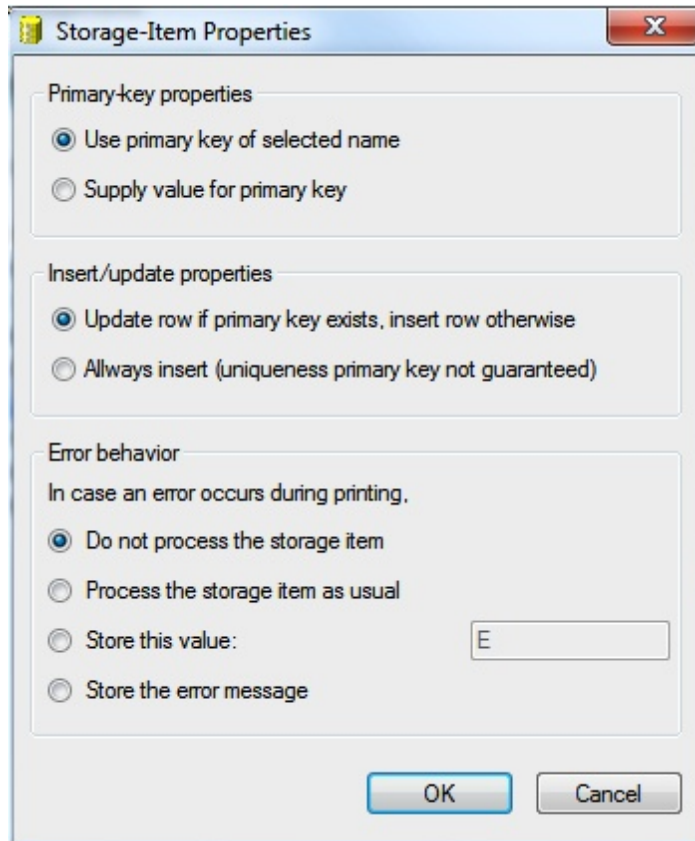 Storage-Item Properties
Primary-key properties
Use primary key of selected name
Supply value for primary key
Insert/update properties
Update row if primary key exists, insert row otherwise
Allways insert (uniqueness primary key not guaranteed)
Error behavior
In case an error occurs during printing,
Do not process the storage item
Process the storage item as usual
Store this value: E
Store the error message
OK Cancel